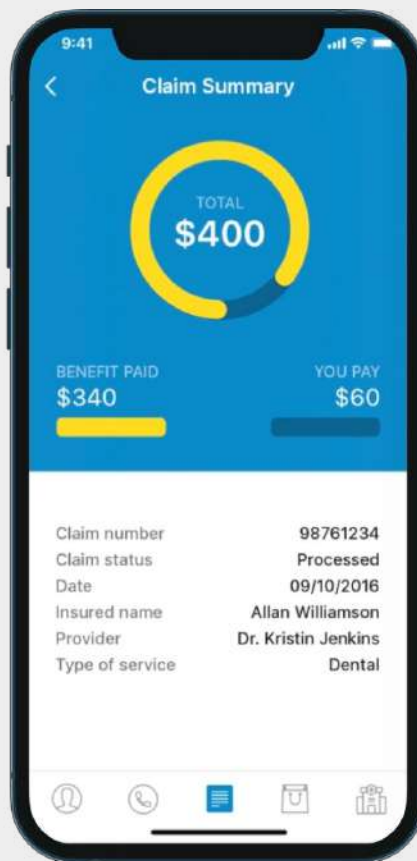 9:41
Claim Summary
TOTAL
$400
BENEFIT PAID YOU PAY
$340 $60
Claim number 98761234
Claim status Processed
Date 09/10/2016
Insured name Allan Williamson
Provider Dr. Kristin Jenkins
Type of service Dental